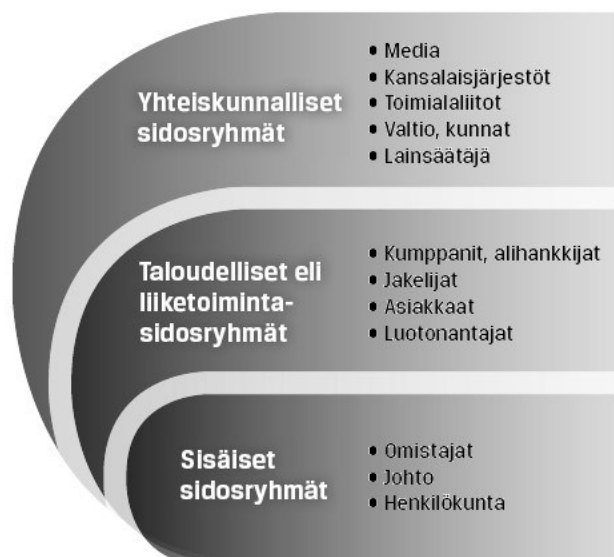 Yhteiskunnalliset
sidosryhmät
• Media
• Kansalaisjärjestöt
• Toimialaliitot
• Valtio, kunnat
• Lainsäätäjä
Taloudelliset eli
liiketoiminta-
sidosryhmät
• Kumppanit, alihankkijat
• Jakelijat
• Asiakkaat
• Luotonantajat
Sisäiset
sidosryhmät
• Omistajat
• Johto
• Henkilökunta